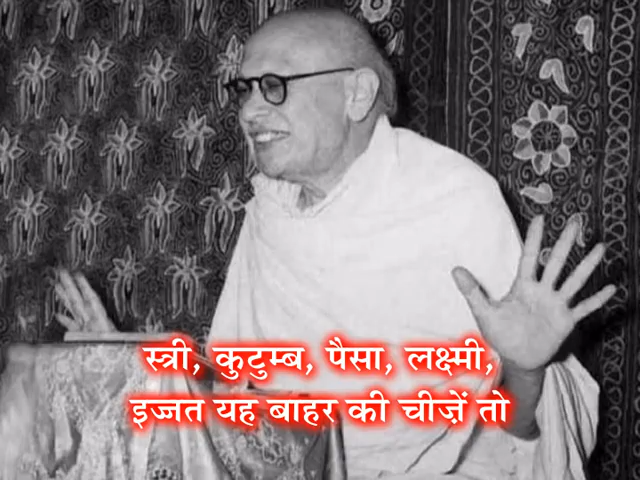 स्त्री, कुटुम्ब, पैसा, लक्ष्मी,
इज्जत यह बाहर की चीज़ें तो